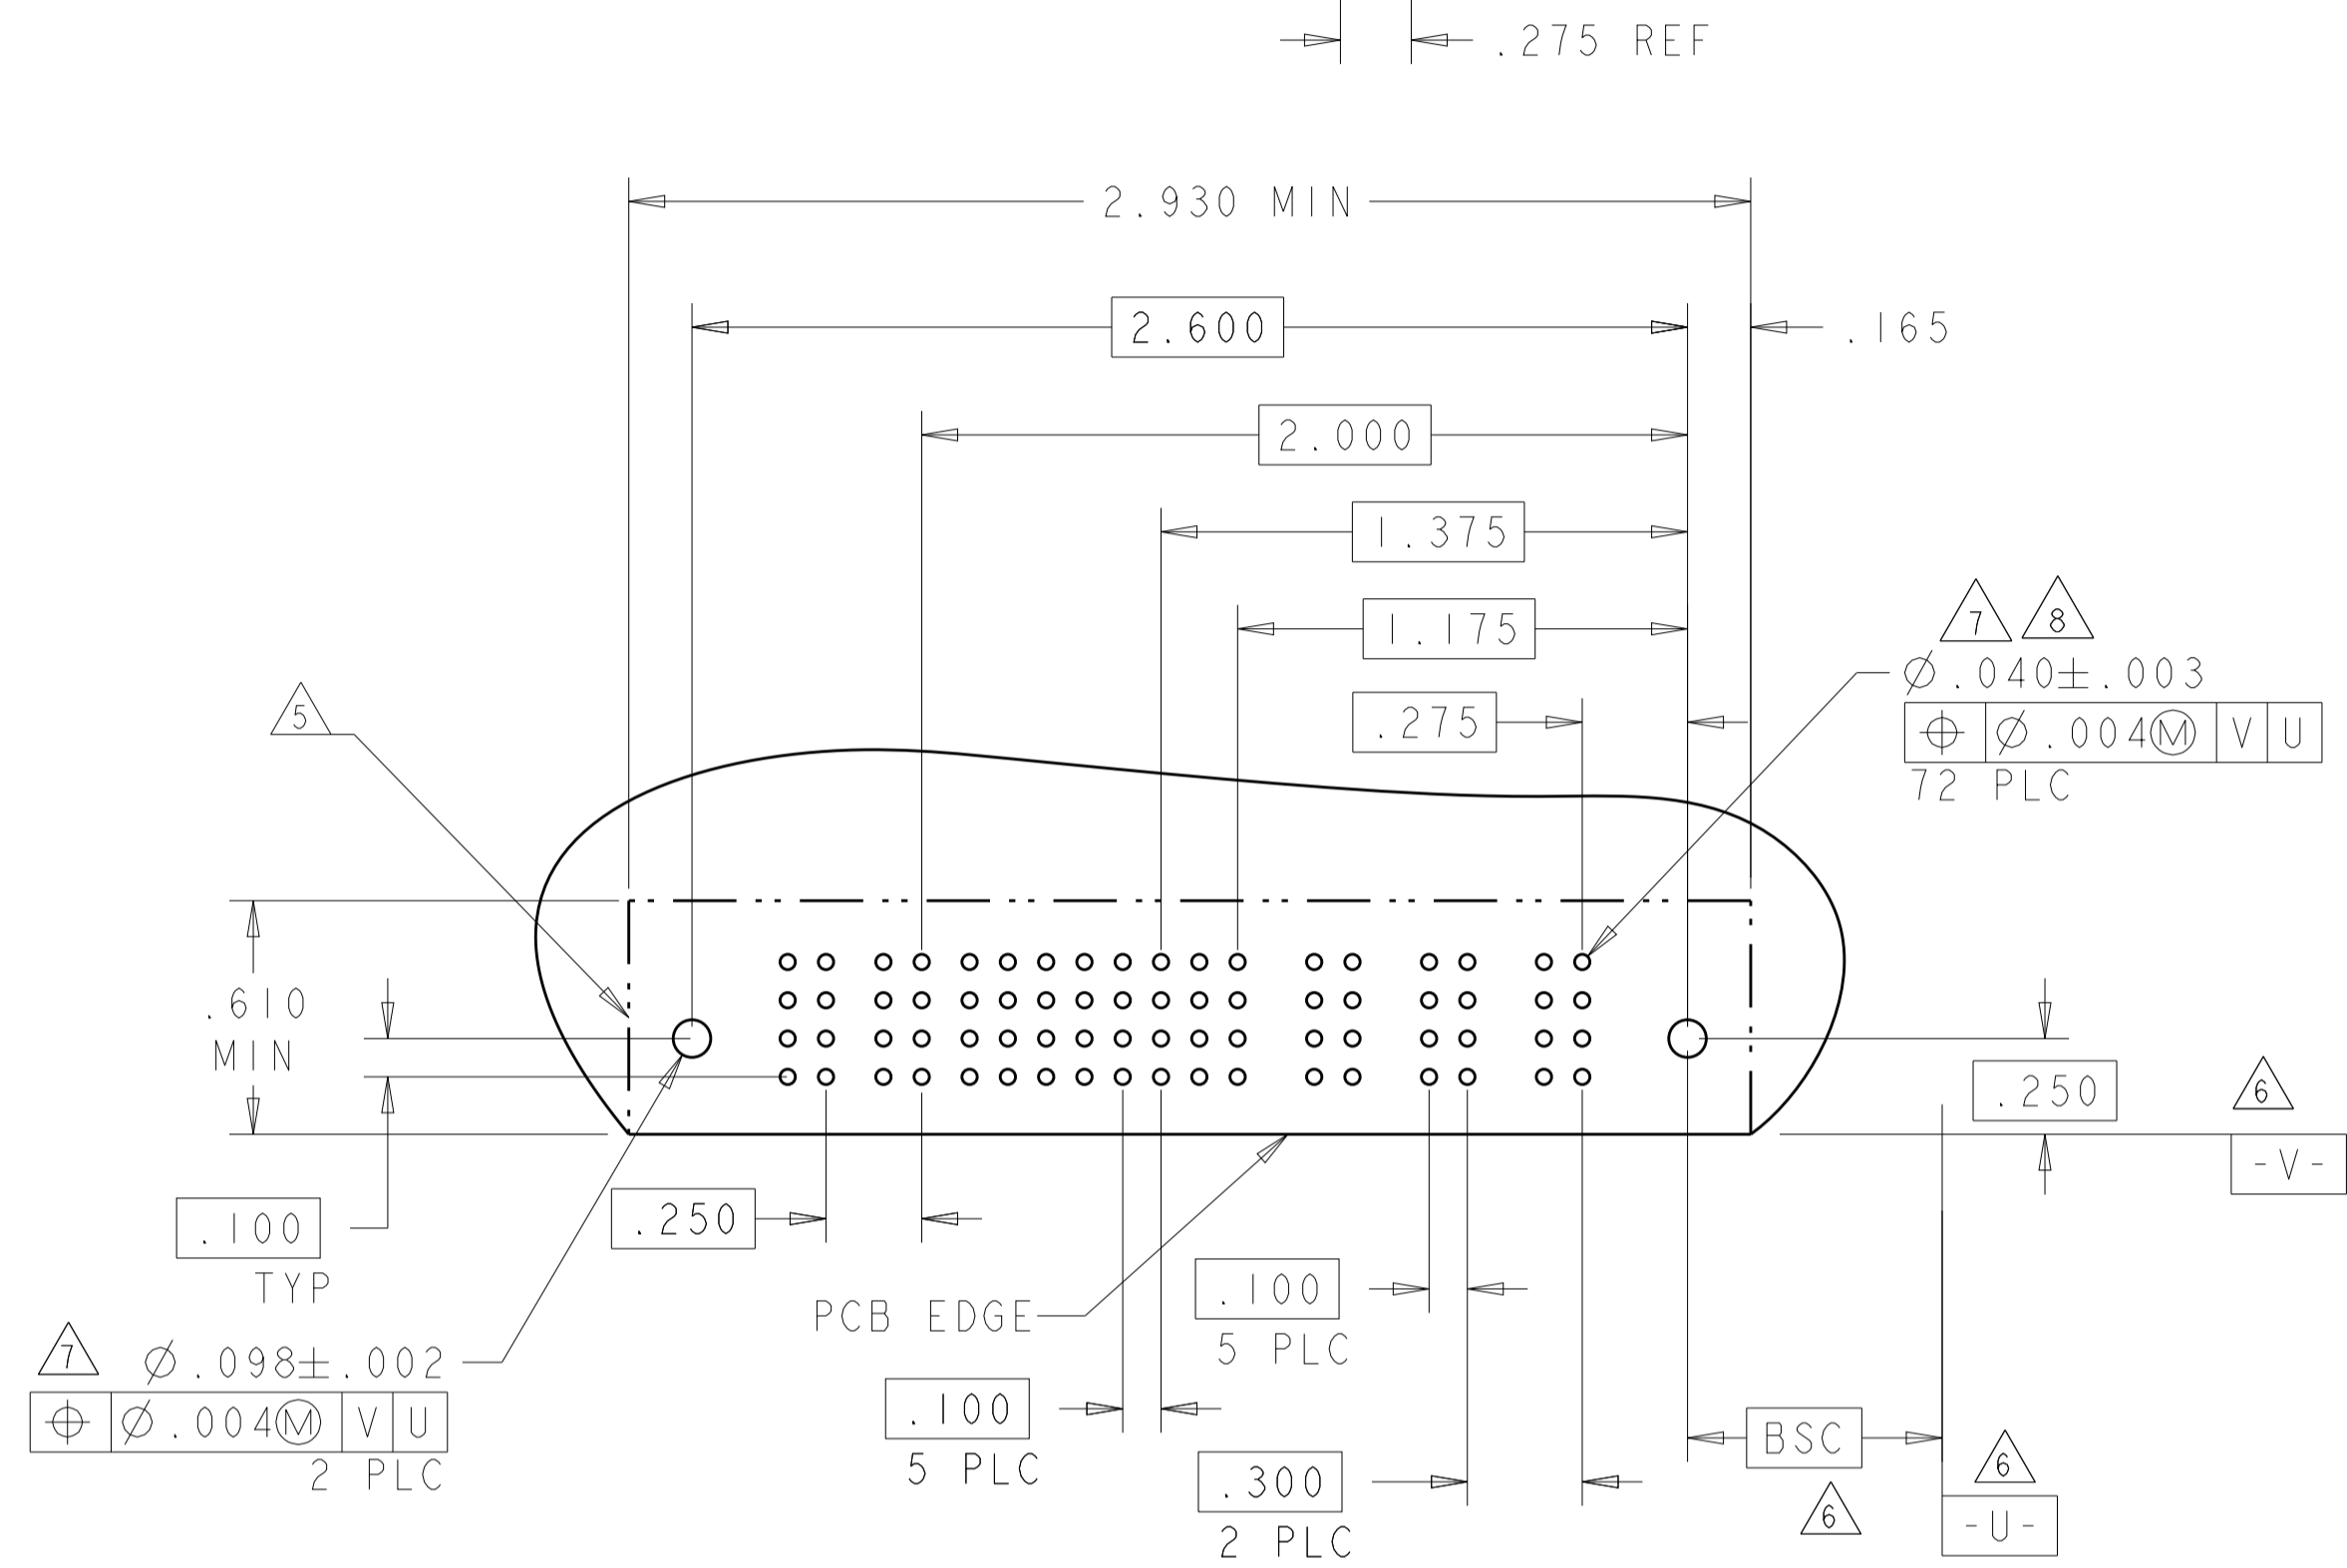 .275 REF
2.930 MIN
2.600
.165
2.000
1.375
1.175
7 8
⌀.040±.003
⌖ ⌀.004Ⓜ V U
72 PLC
.275
5
.610
MIN
.250
6
-V-
.100
TYP
.250
PCB EDGE
.100
5 PLC
7
⌀.098±.002
⌖ ⌀.004Ⓜ V U
2 PLC
.100
5 PLC
BSC
6
.300
2 PLC
6
-U-